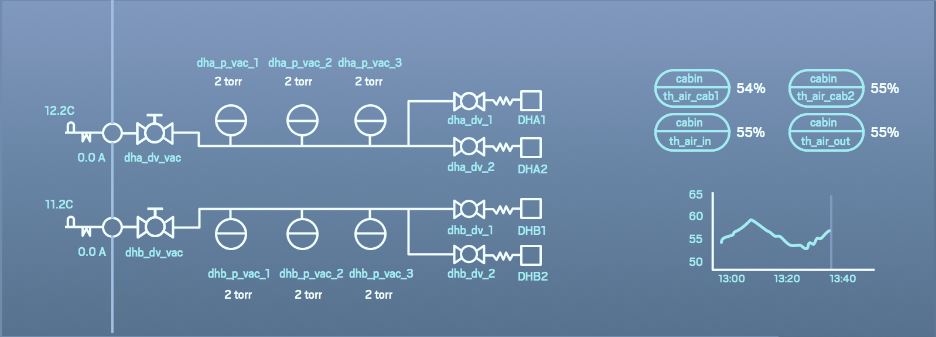 dha_p_vac_1 dha_p_vac_2 dha_p_vac_3
2 torr 2 torr 2 torr
12.2C
0.0 A
dha_dv_vac
dha_dv_1
DHA1
dha_dv_2
DHA2
11.2C
0.0 A
dhb_dv_vac
dhb_dv_1
DHB1
dhb_dv_2
DHB2
dhb_p_vac_1 dhb_p_vac_2 dhb_p_vac_3
2 torr 2 torr 2 torr
cabin
th_air_cab1
54%
cabin
th_air_cab2
55%
cabin
th_air_in
55%
cabin
th_air_out
55%
65
60
55
50
13:00 13:20 13:40